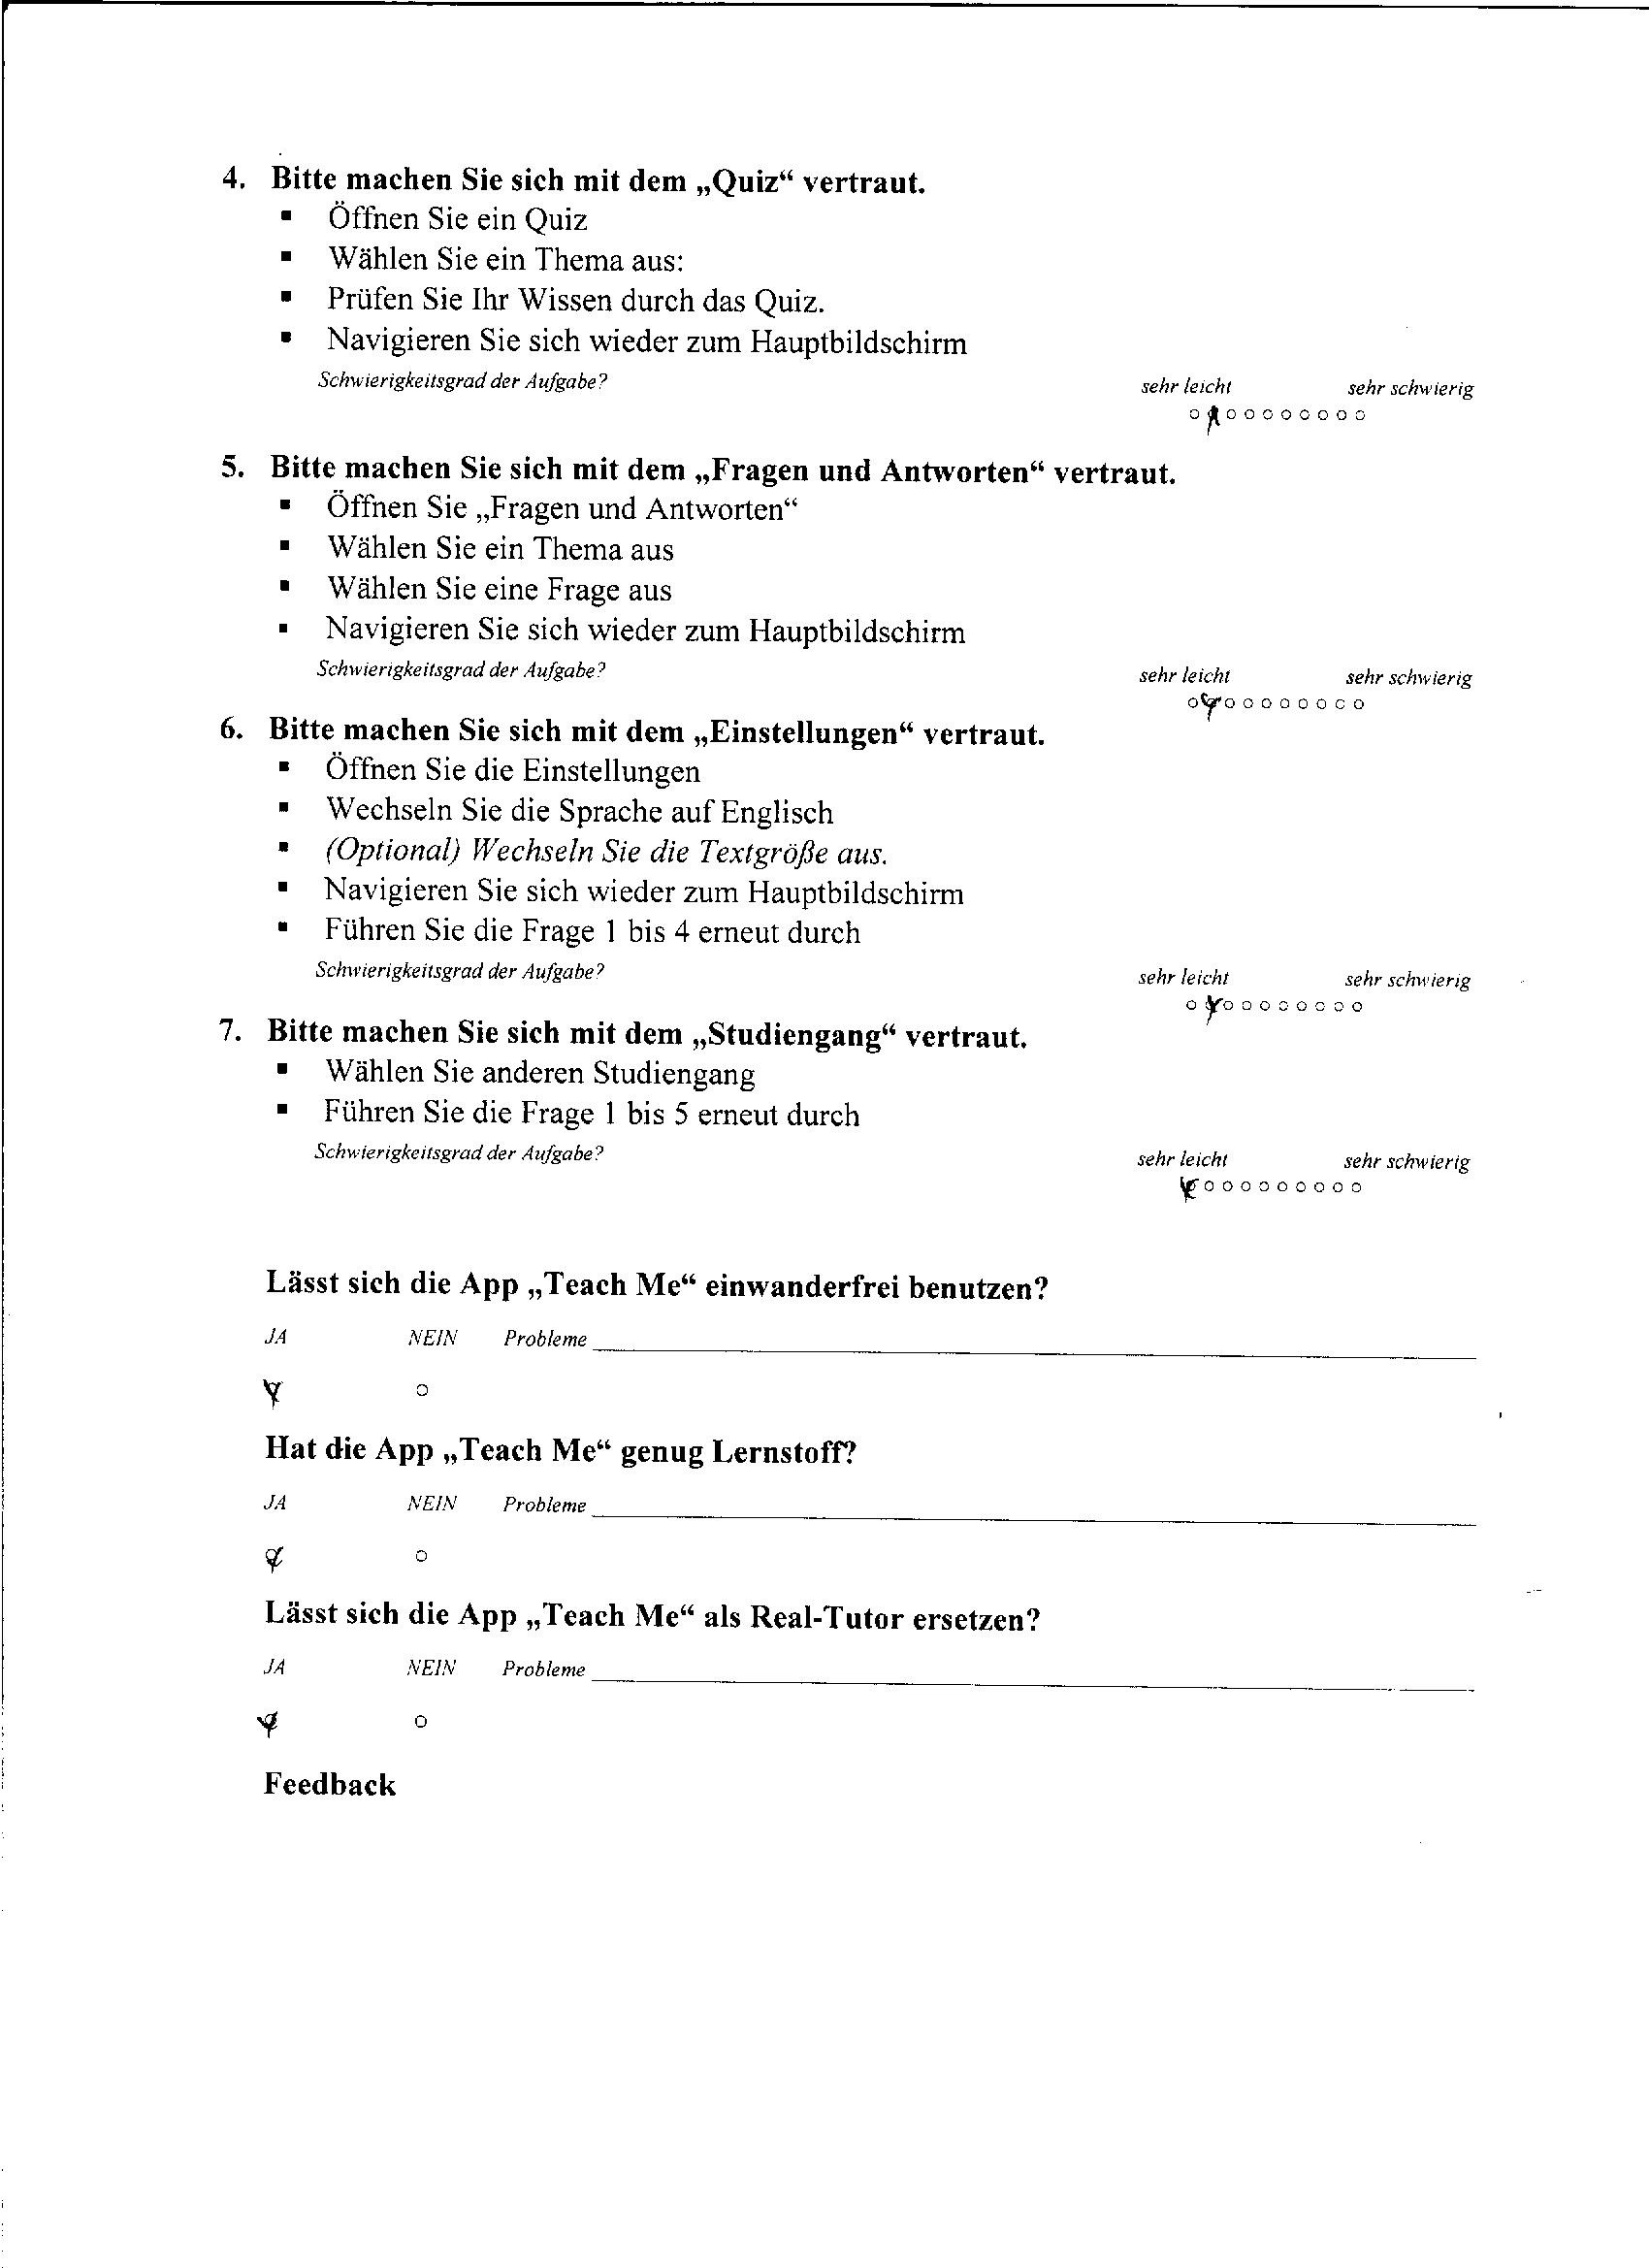 4. Bitte machen Sie sich mit dem „Quiz“ vertraut.
▪ Öffnen Sie ein Quiz
▪ Wählen Sie ein Thema aus:
▪ Prüfen Sie Ihr Wissen durch das Quiz.
▪ Navigieren Sie sich wieder zum Hauptbildschirm
Schwierigkeitsgrad der Aufgabe? sehr leicht sehr schwierig
5. Bitte machen Sie sich mit dem „Fragen und Antworten“ vertraut.
▪ Öffnen Sie „Fragen und Antworten“
▪ Wählen Sie ein Thema aus
▪ Wählen Sie eine Frage aus
▪ Navigieren Sie sich wieder zum Hauptbildschirm
Schwierigkeitsgrad der Aufgabe? sehr leicht sehr schwierig
6. Bitte machen Sie sich mit dem „Einstellungen“ vertraut.
▪ Öffnen Sie die Einstellungen
▪ Wechseln Sie die Sprache auf Englisch
▪ (Optional) Wechseln Sie die Textgröße aus.
▪ Navigieren Sie sich wieder zum Hauptbildschirm
▪ Führen Sie die Frage 1 bis 4 erneut durch
Schwierigkeitsgrad der Aufgabe? sehr leicht sehr schwierig
7. Bitte machen Sie sich mit dem „Studiengang“ vertraut.
▪ Wählen Sie anderen Studiengang
▪ Führen Sie die Frage 1 bis 5 erneut durch
Schwierigkeitsgrad der Aufgabe? sehr leicht sehr schwierig
Lässt sich die App „Teach Me“ einwanderfrei benutzen?
JA NEIN Probleme
Hat die App „Teach Me“ genug Lernstoff?
JA NEIN Probleme
Lässt sich die App „Teach Me“ als Real-Tutor ersetzen?
JA NEIN Probleme
Feedback